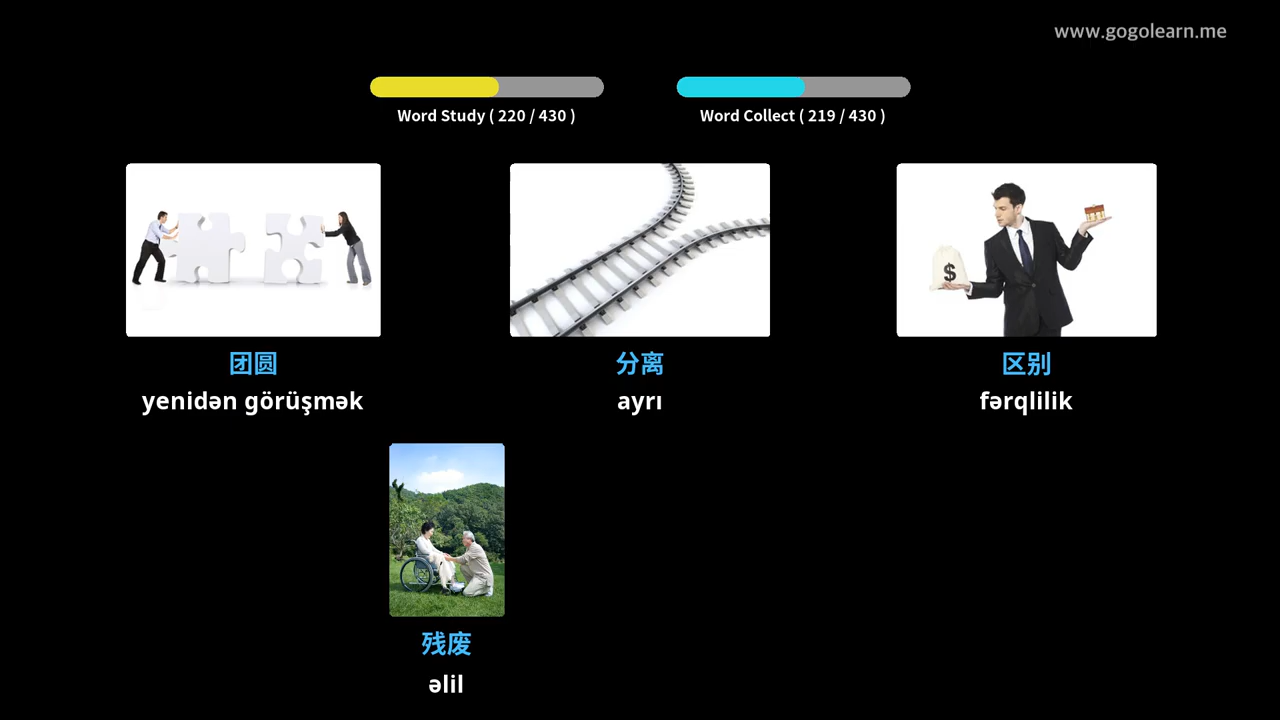 www.gogolearn.me
Word Study ( 220 / 430 )
Word Collect ( 219 / 430 )
团圆
yenidən görüşmək
分离
ayrı
区别
fərqlilik
$
残废
əlil